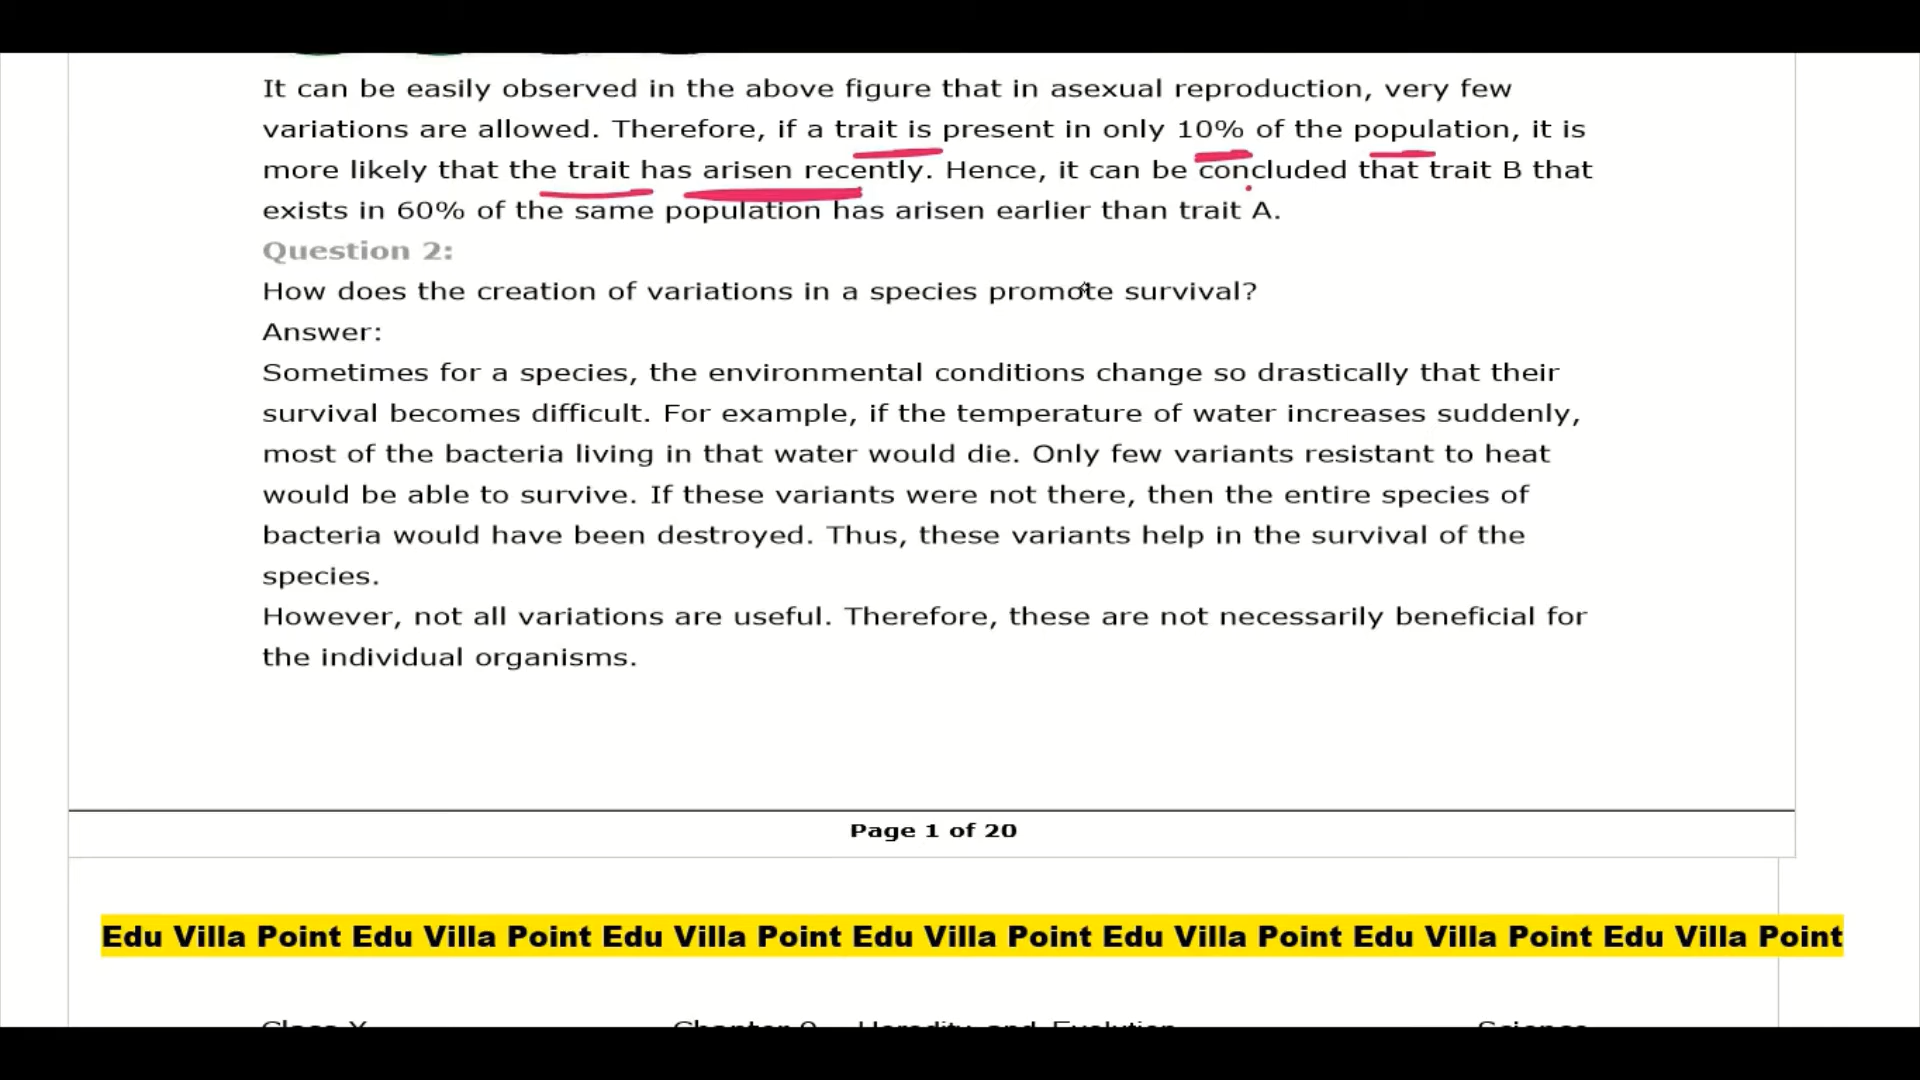 It can be easily observed in the above figure that in asexual reproduction, very few
variations are allowed. Therefore, if a trait is present in only 10% of the population, it is
more likely that the trait has arisen recently. Hence, it can be concluded that trait B that
exists in 60% of the same population has arisen earlier than trait A.
Question 2:
How does the creation of variations in a species promote survival?
Answer:
Sometimes for a species, the environmental conditions change so drastically that their
survival becomes difficult. For example, if the temperature of water increases suddenly,
most of the bacteria living in that water would die. Only few variants resistant to heat
would be able to survive. If these variants were not there, then the entire species of
bacteria would have been destroyed. Thus, these variants help in the survival of the
species.
However, not all variations are useful. Therefore, these are not necessarily beneficial for
the individual organisms.
Page 1 of 20
Edu Villa Point Edu Villa Point Edu Villa Point Edu Villa Point Edu Villa Point Edu Villa Point Edu Villa Point
Class X Chapter 9 Heredity and Evolution Science